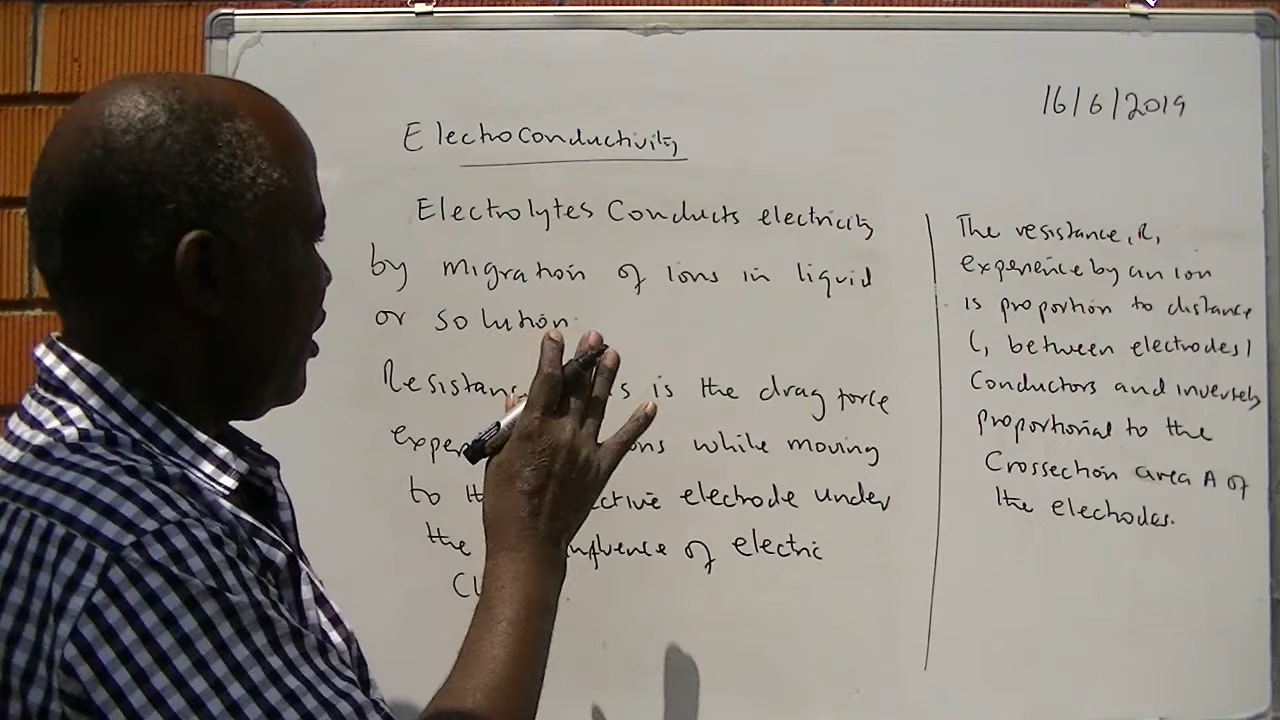 16/6/2019
Electroconductivity
Electrolytes Conducts electricity
by migration of ions in liquid
or solution.
is the drag force
while moving
to electrode under
the influence of electric
The resistance, R,
experience by an ion
is proportion to distance
l, between electrodes/
Conductors and inversely
proportional to the
Crossection area A of
the electrodes.